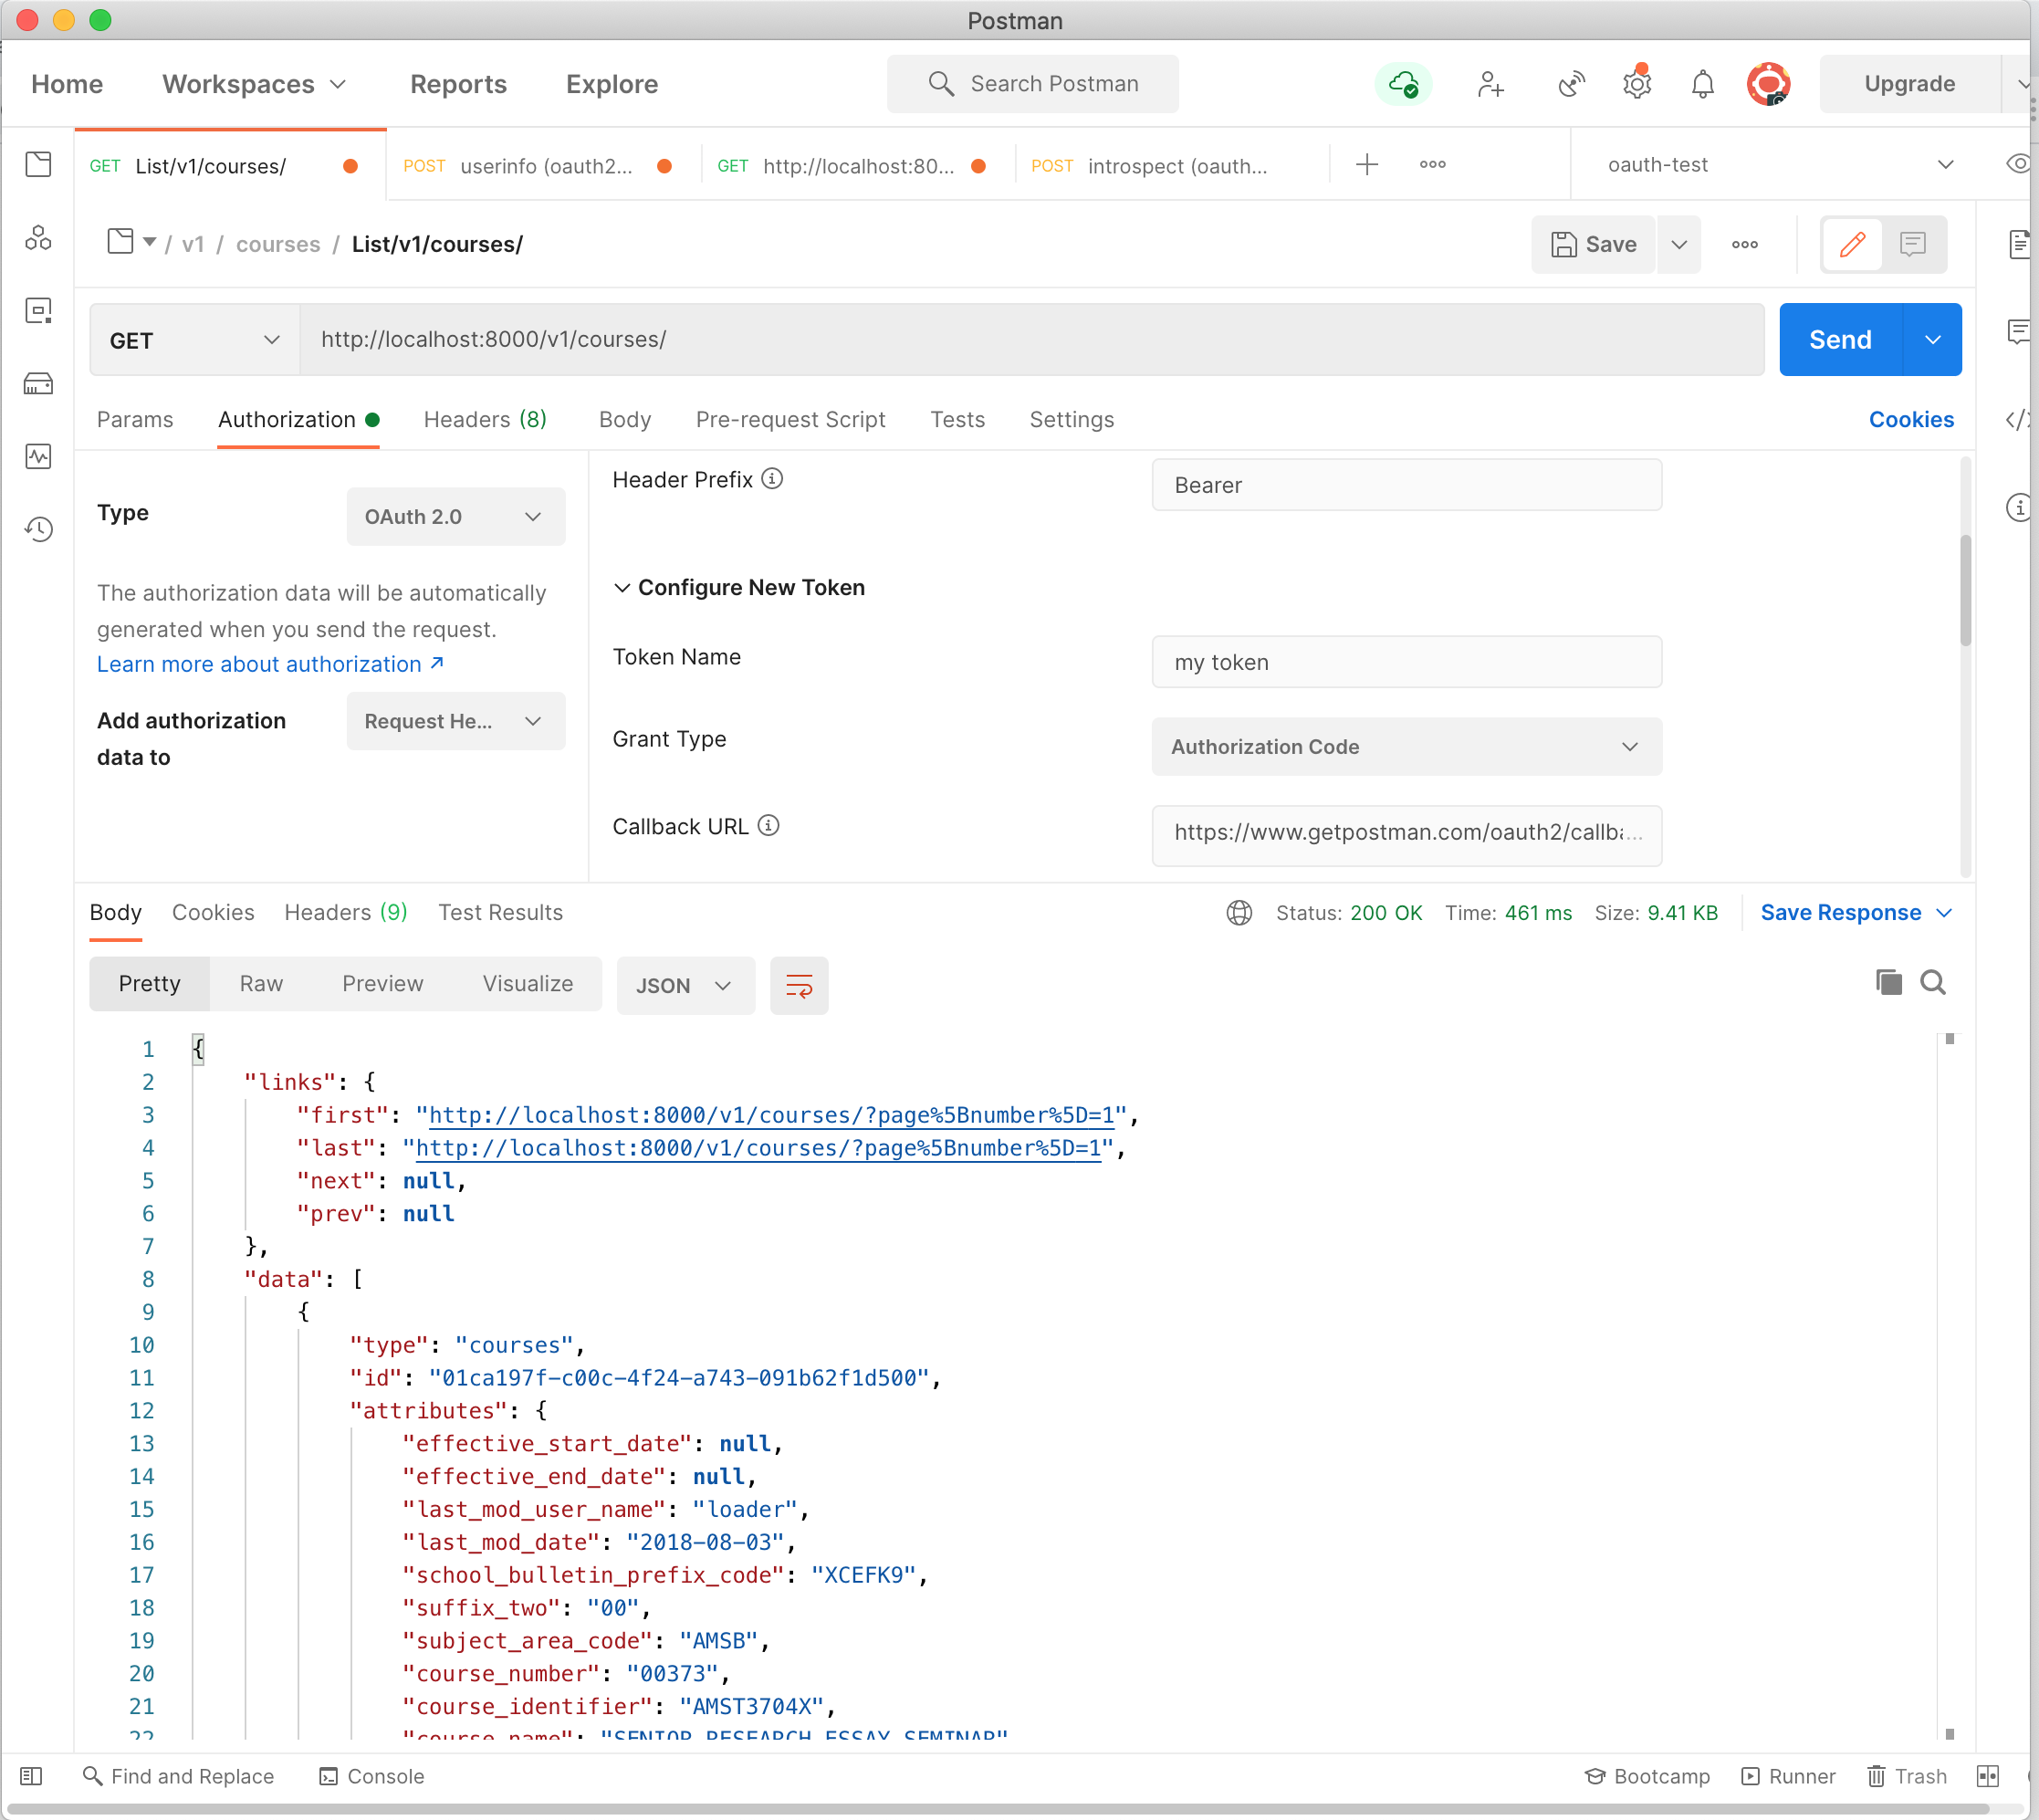 Postman
Home Workspaces Reports Explore Search Postman Upgrade
GET List/v1/courses/ POST userinfo (oauth2... GET http://localhost:80... POST introspect (oauth... oauth-test
/ v1 / courses / List/v1/courses/ Save
GET http://localhost:8000/v1/courses/ Send
Params Authorization Headers (8) Body Pre-request Script Tests Settings Cookies
Header Prefix Bearer
Type OAuth 2.0
Configure New Token
The authorization data will be automatically
generated when you send the request.
Learn more about authorization ↗
Token Name my token
Add authorization
data to
Request He...
Grant Type Authorization Code
Callback URL https://www.getpostman.com/oauth2/callba...
Body Cookies Headers (9) Test Results Status: 200 OK Time: 461 ms Size: 9.41 KB Save Response
Pretty Raw Preview Visualize JSON
1 {
2 "links": {
3 "first": "http://localhost:8000/v1/courses/?page%5Bnumber%5D=1",
4 "last": "http://localhost:8000/v1/courses/?page%5Bnumber%5D=1",
5 "next": null,
6 "prev": null
7 },
8 "data": [
9 {
10 "type": "courses",
11 "id": "01ca197f-c00c-4f24-a743-091b62f1d500",
12 "attributes": {
13 "effective_start_date": null,
14 "effective_end_date": null,
15 "last_mod_user_name": "loader",
16 "last_mod_date": "2018-08-03",
17 "school_bulletin_prefix_code": "XCEFK9",
18 "suffix_two": "00",
19 "subject_area_code": "AMSB",
20 "course_number": "00373",
21 "course_identifier": "AMST3704X",
22 "course_name": "SENIOR RESEARCH ESSAY SEMINAR"
Find and Replace Console Bootcamp Runner Trash